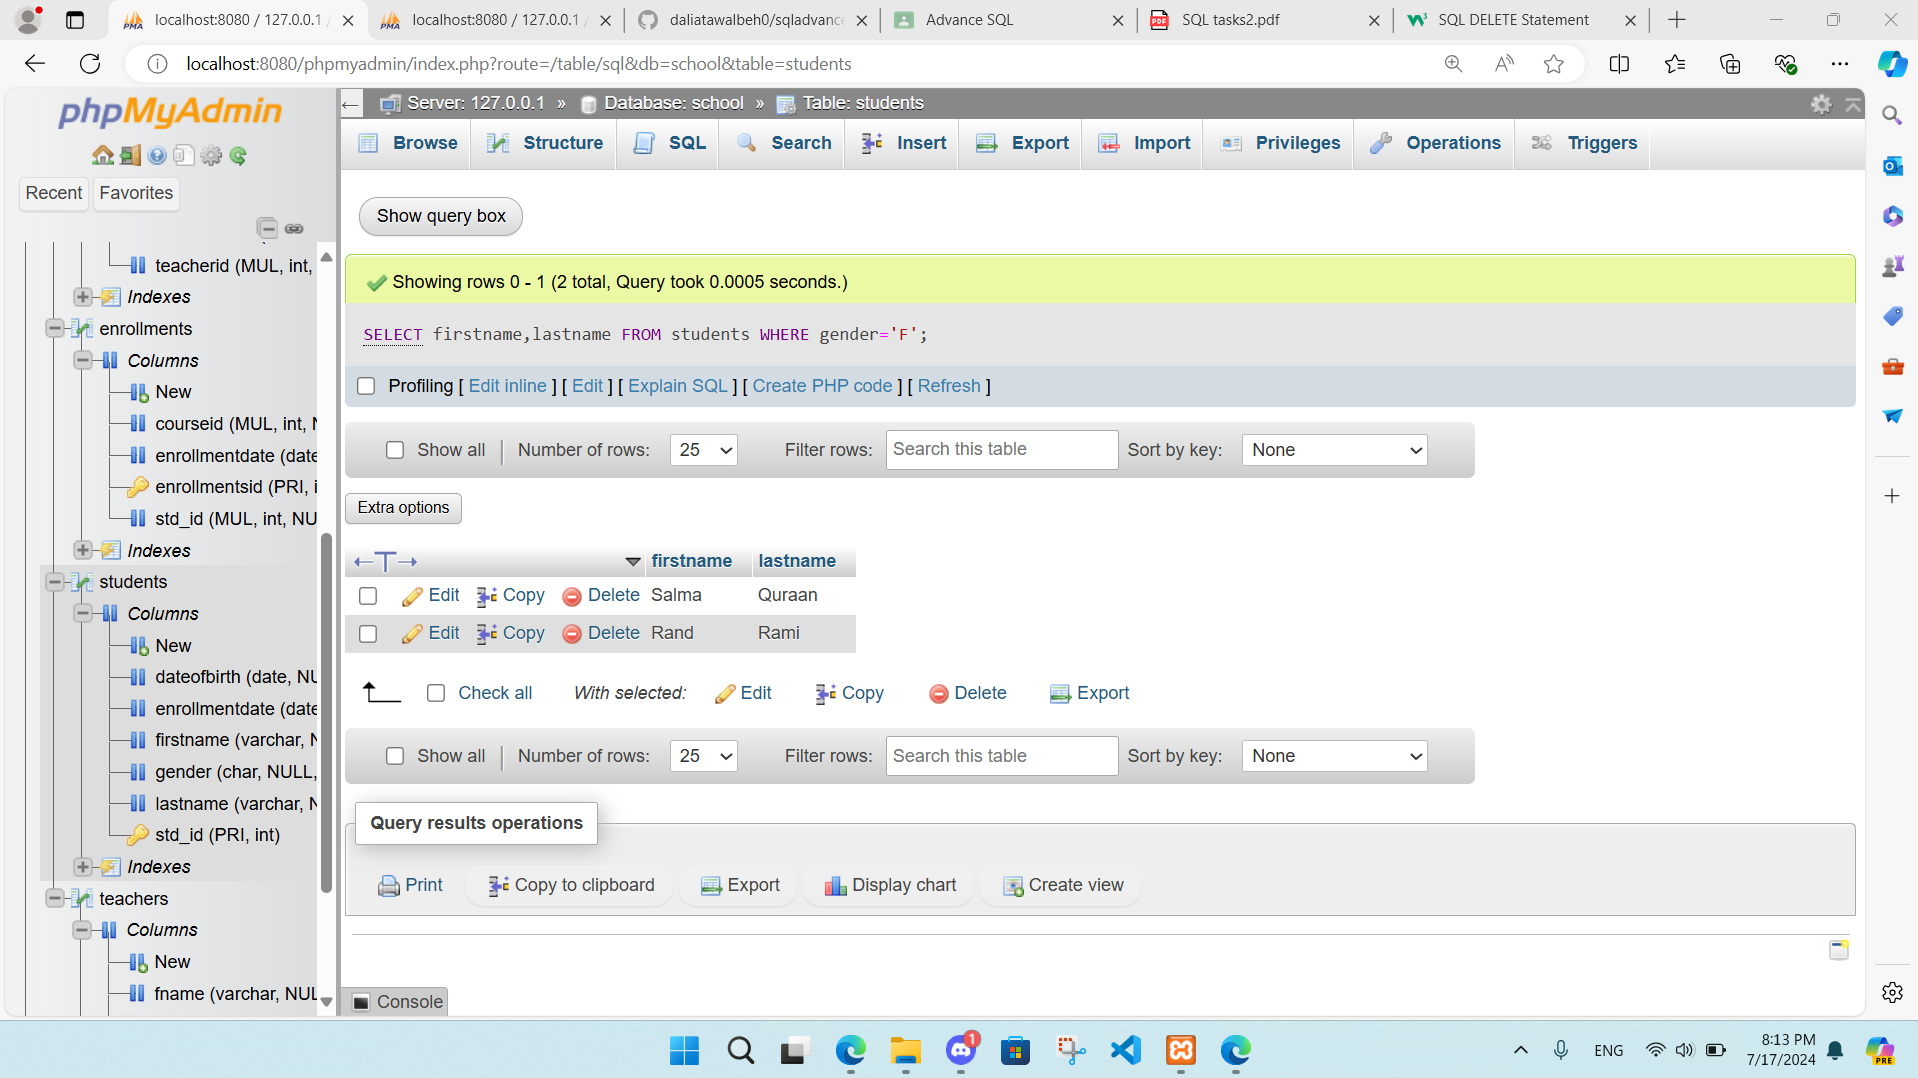 localhost:8080 / 127.0.0.1
localhost:8080 / 127.0.0.1
daliatawalbeh0/sqladvance
Advance SQL
SQL tasks2.pdf
SQL DELETE Statement
localhost:8080/phpmyadmin/index.php?route=/table/sql&db=school&table=students
phpMyAdmin
Recent
Favorites
teacherid (MUL, int,
Indexes
enrollments
Columns
New
courseid (MUL, int, N
enrollmentdate (date
enrollmentsid (PRI, i
std_id (MUL, int, NU
Indexes
students
Columns
New
dateofbirth (date, NU
enrollmentdate (date
firstname (varchar, N
gender (char, NULL,
lastname (varchar, N
std_id (PRI, int)
Indexes
teachers
Columns
New
fname (varchar, NUL
Server: 127.0.0.1 » Database: school » Table: students
Browse Structure SQL Search Insert Export Import Privileges Operations Triggers
Show query box
Showing rows 0 - 1 (2 total, Query took 0.0005 seconds.)
SELECT firstname,lastname FROM students WHERE gender='F';
Profiling [ Edit inline ] [ Edit ] [ Explain SQL ] [ Create PHP code ] [ Refresh ]
Show all Number of rows: 25 Filter rows: Search this table Sort by key: None
Extra options
firstname lastname
Edit Copy Delete Salma Quraan
Edit Copy Delete Rand Rami
Check all With selected: Edit Copy Delete Export
Show all Number of rows: 25 Filter rows: Search this table Sort by key: None
Query results operations
Print Copy to clipboard Export Display chart Create view
Console
1
ENG
8:13 PM
7/17/2024
PRE